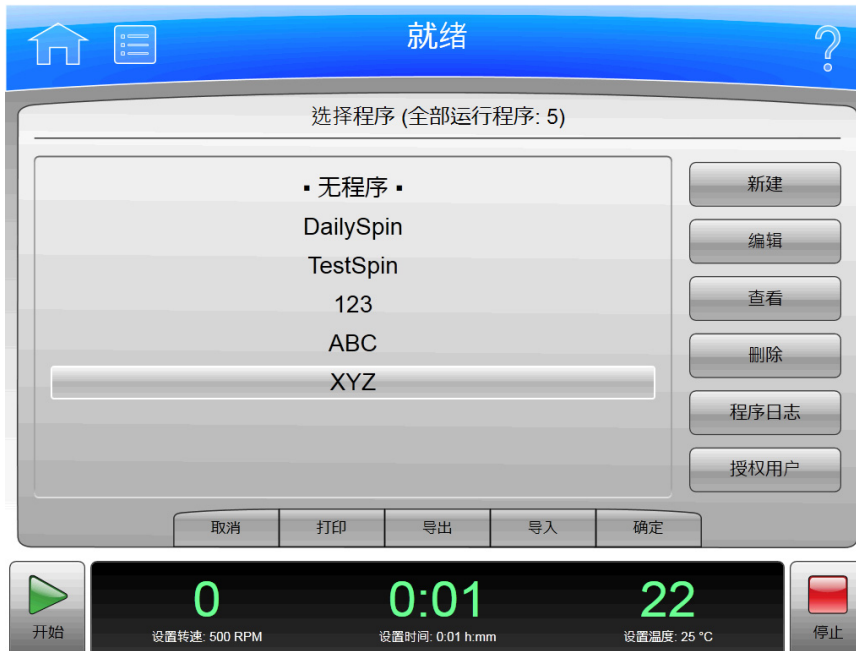 就绪
?
选择程序 (全部运行程序: 5)
▪ 无程序 ▪
DailySpin
TestSpin
123
ABC
XYZ
新建
编辑
查看
删除
程序日志
授权用户
取消 打印 导出 导入 确定
开始
0 0:01 22
设置转速: 500 RPM 设置时间: 0:01 h:mm 设置温度: 25 °C
停止